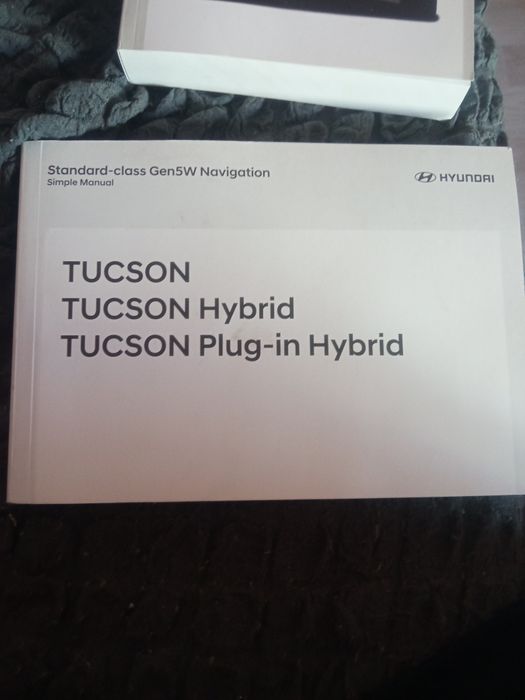 Standard-class Gen5W Navigation
Simple Manual
HYUNDAI
TUCSON
TUCSON Hybrid
TUCSON Plug-in Hybrid